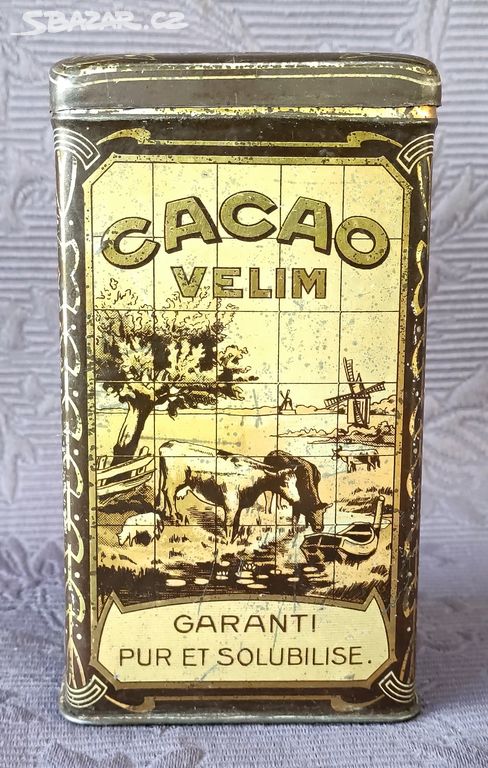 SBAZAR.CZ
CACAO
VELIM
GARANTI
PUR ET SOLUBILISE.